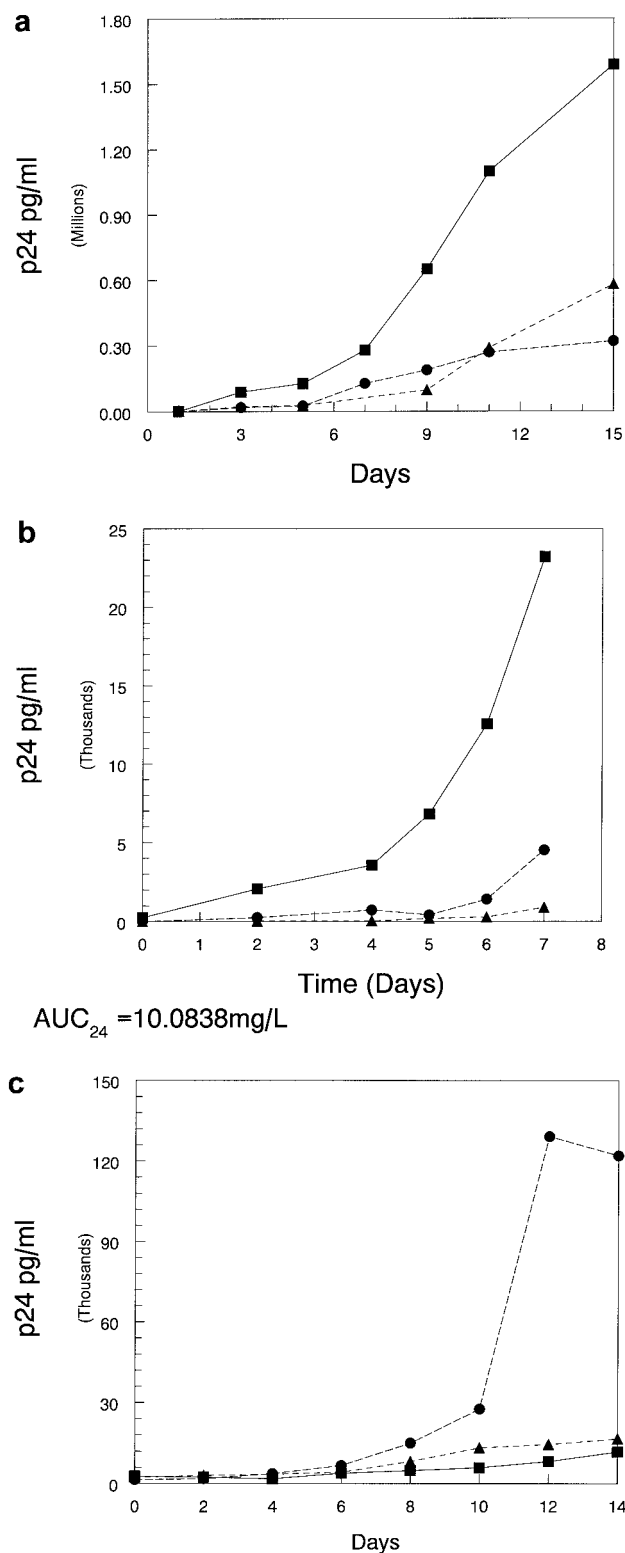 a
1.80
1.50
1.20
0.90
0.60
0.30
0.00
p24 pg/ml
(Millions)
0 3 6 9 12 15
Days
b
25
20
15
10
5
0
p24 pg/ml
(Thousands)
0 1 2 3 4 5 6 7 8
Time (Days)
AUC24 =10.0838mg/L
c
150
120
90
60
30
0
p24 pg/ml
(Thousands)
0 2 4 6 8 10 12 14
Days